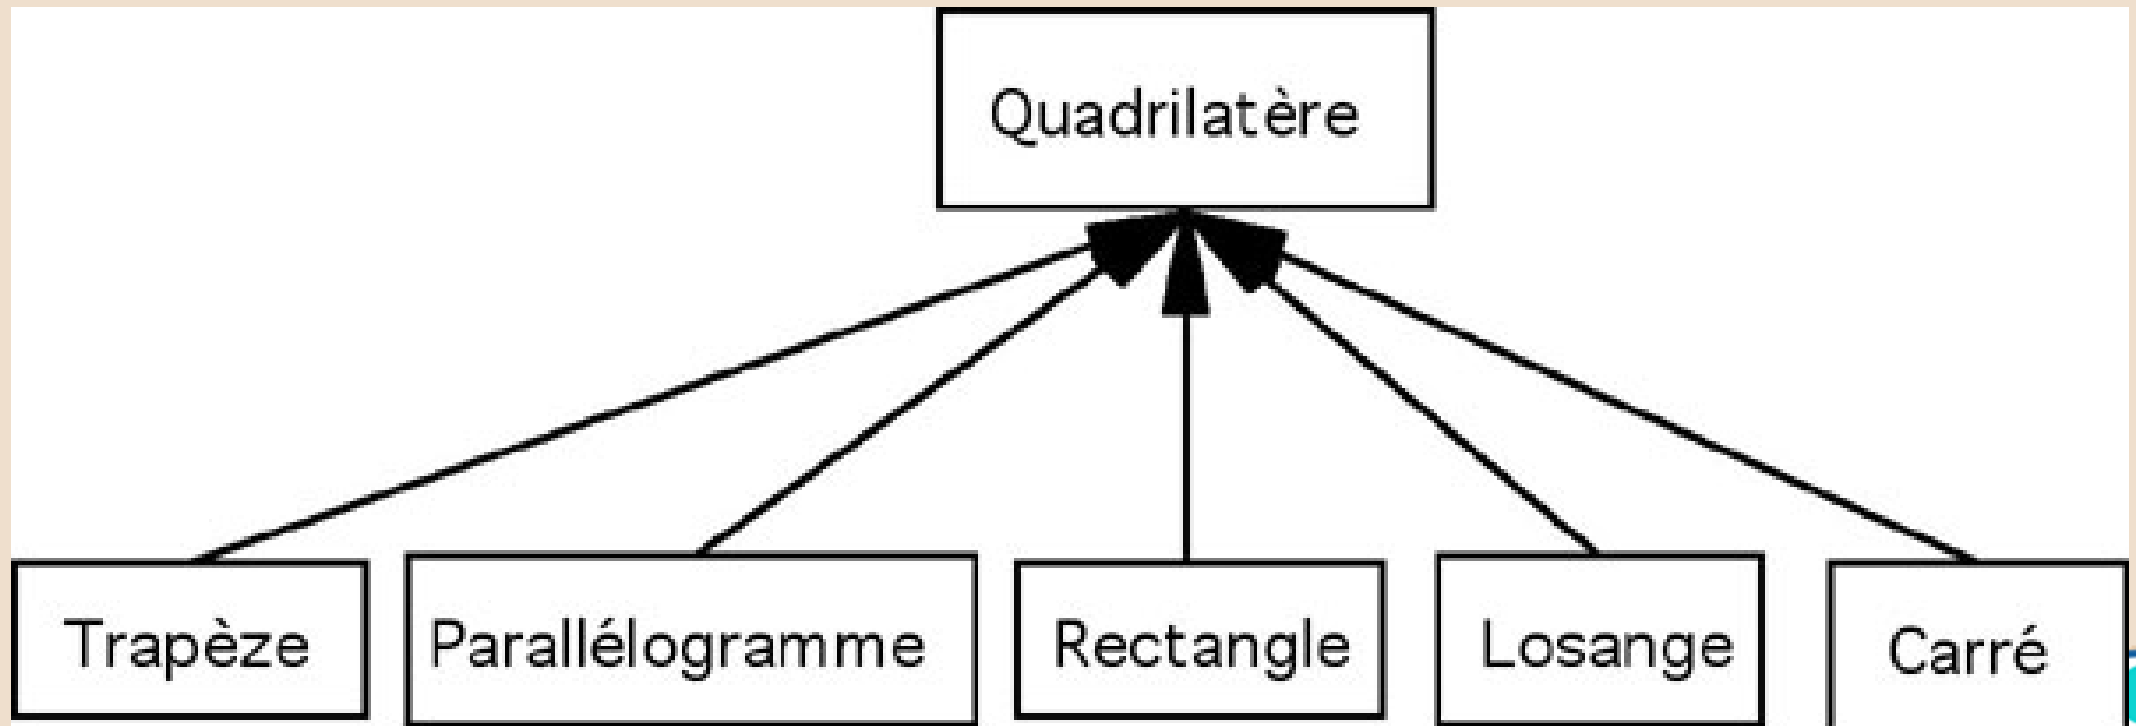 Quadrilatère
Trapèze
Parallélogramme
Rectangle
Losange
Carré